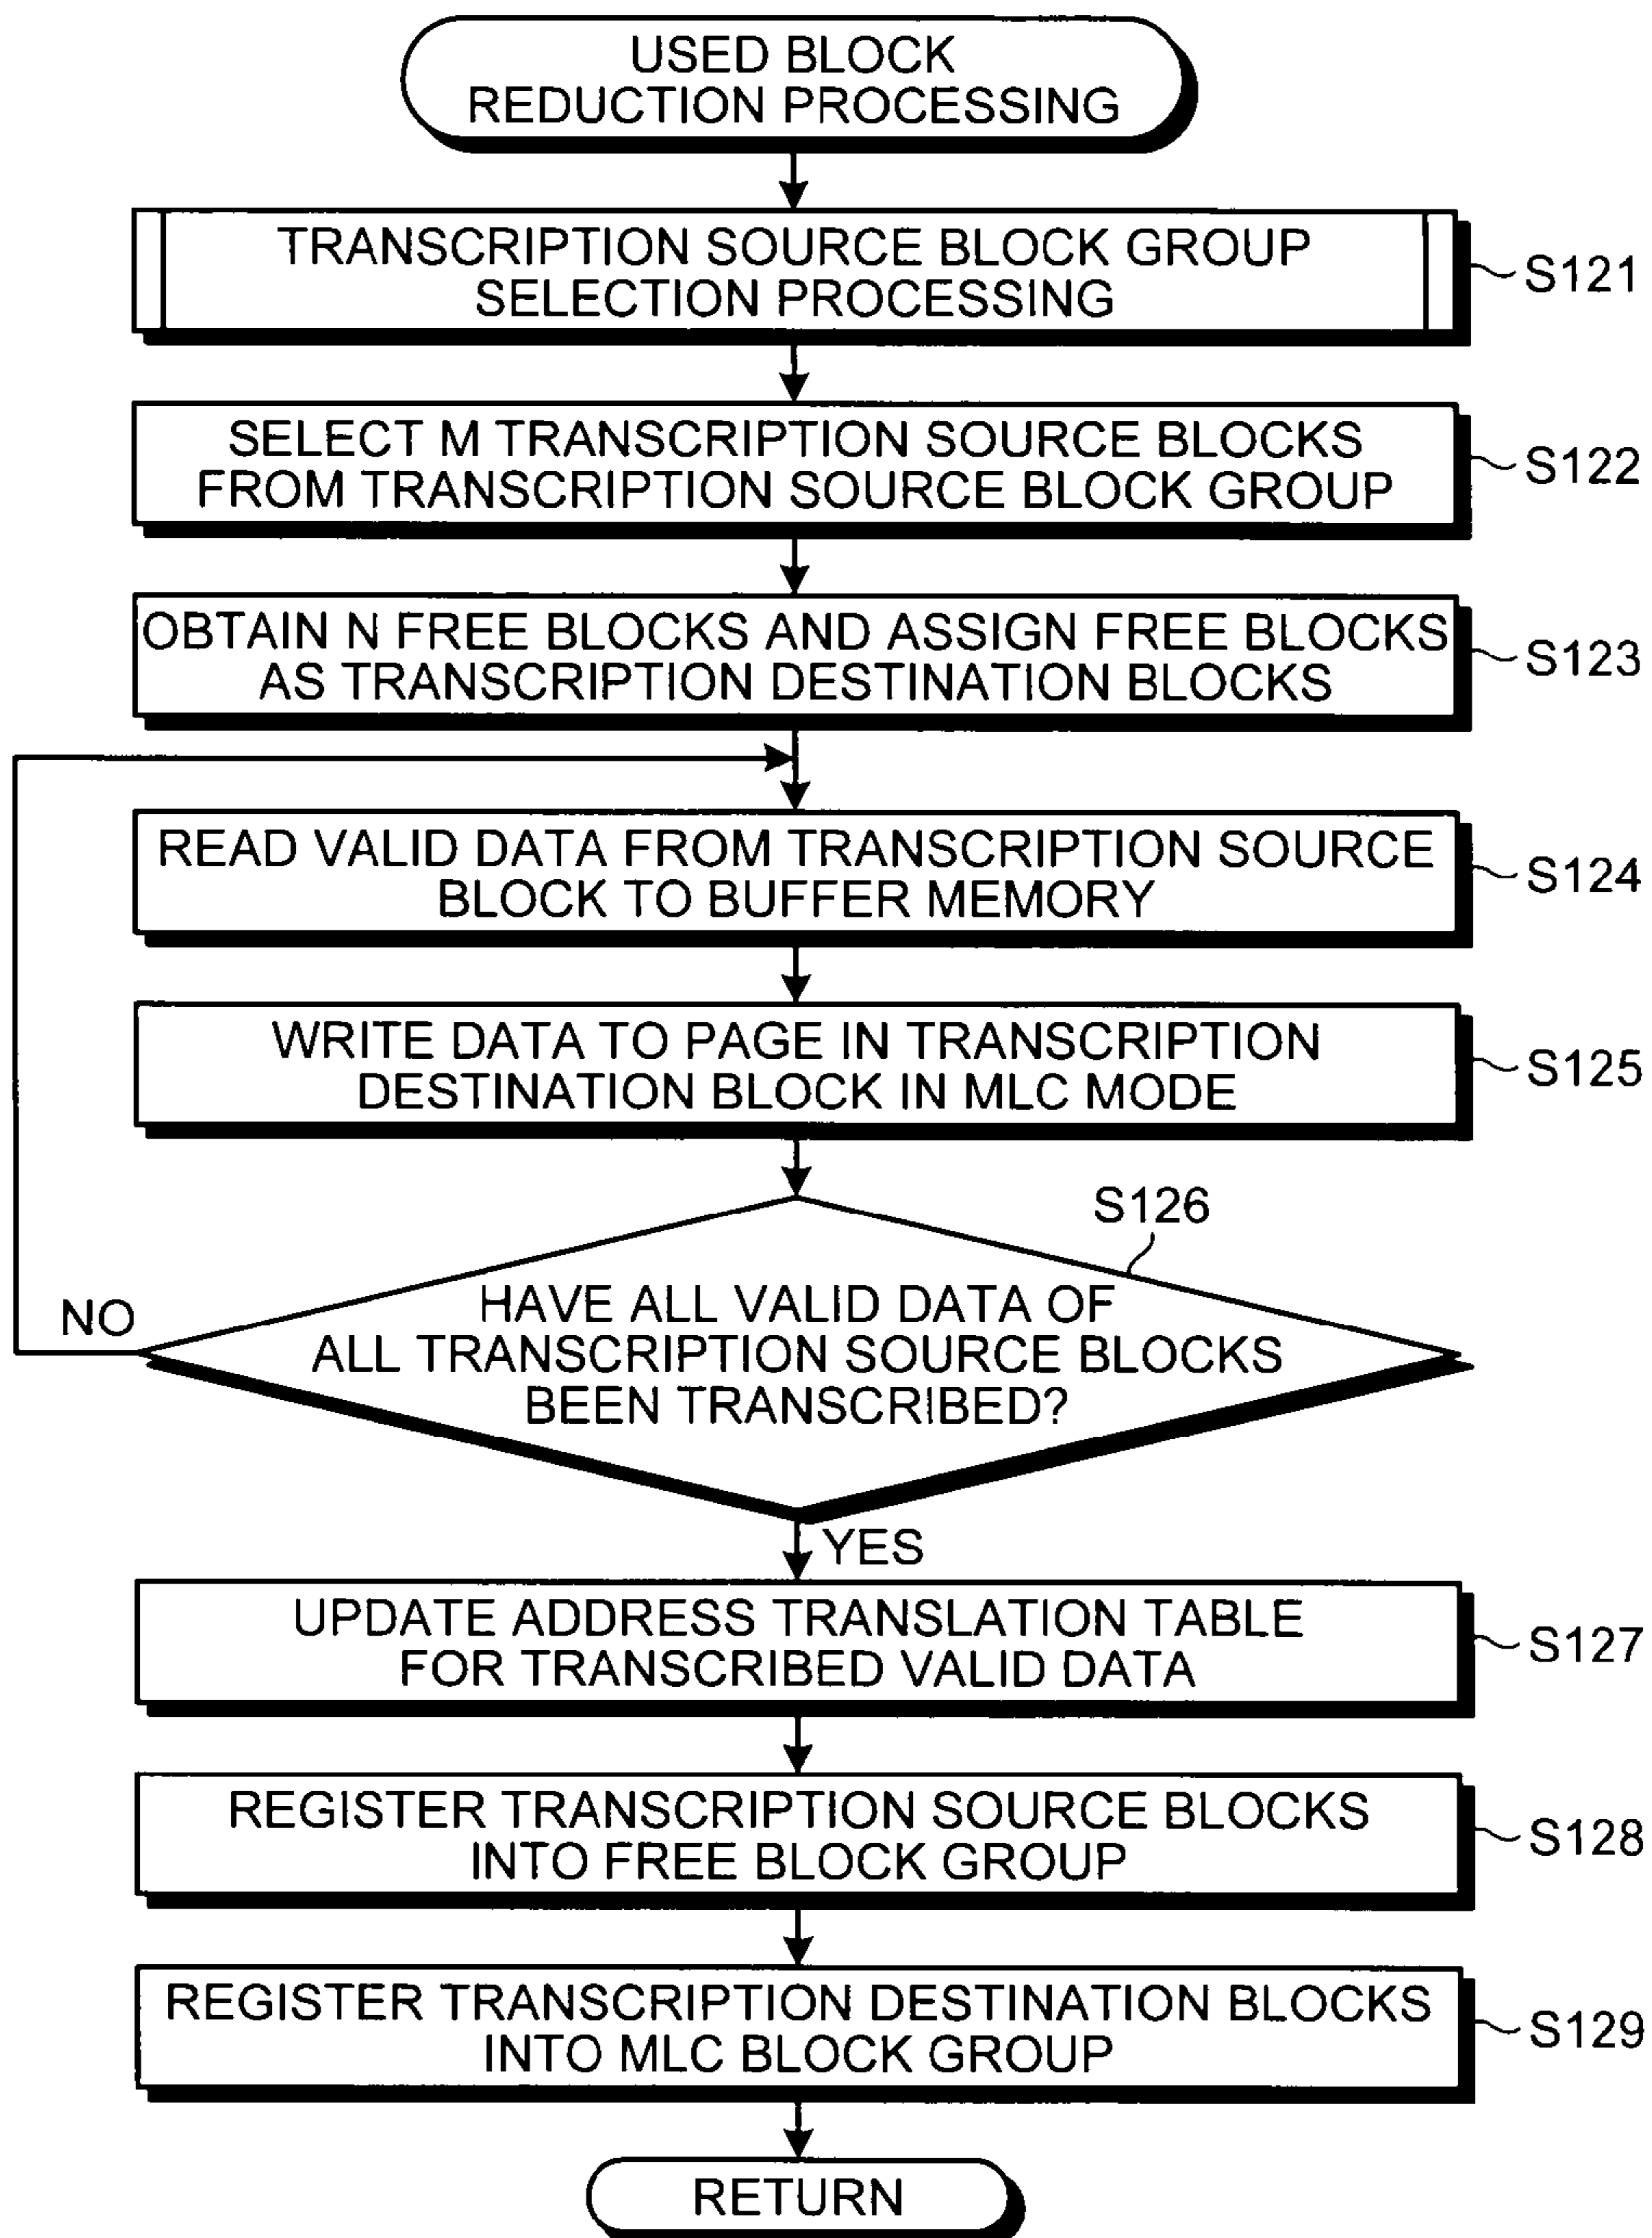 USED BLOCK
REDUCTION PROCESSING
TRANSCRIPTION SOURCE BLOCK GROUP
SELECTION PROCESSING
S121
SELECT M TRANSCRIPTION SOURCE BLOCKS
FROM TRANSCRIPTION SOURCE BLOCK GROUP
S122
OBTAIN N FREE BLOCKS AND ASSIGN FREE BLOCKS
AS TRANSCRIPTION DESTINATION BLOCKS
S123
READ VALID DATA FROM TRANSCRIPTION SOURCE
BLOCK TO BUFFER MEMORY
S124
WRITE DATA TO PAGE IN TRANSCRIPTION
DESTINATION BLOCK IN MLC MODE
S125
S126
HAVE ALL VALID DATA OF
ALL TRANSCRIPTION SOURCE BLOCKS
BEEN TRANSCRIBED?
NO
YES
UPDATE ADDRESS TRANSLATION TABLE
FOR TRANSCRIBED VALID DATA
S127
REGISTER TRANSCRIPTION SOURCE BLOCKS
INTO FREE BLOCK GROUP
S128
REGISTER TRANSCRIPTION DESTINATION BLOCKS
INTO MLC BLOCK GROUP
S129
RETURN